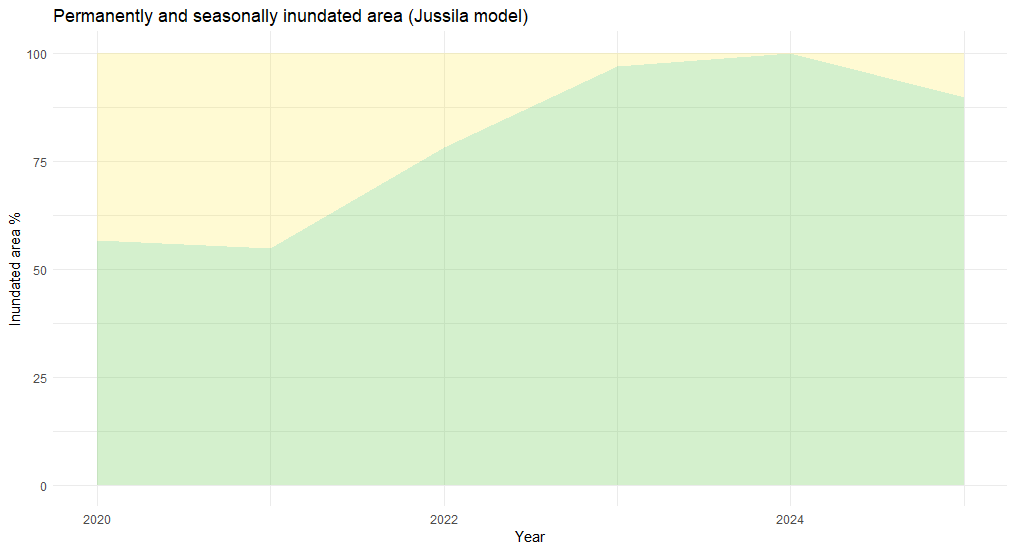 Permanently and seasonally inundated area (Jussila model)
100
75
50
25
0
Inundated area %
2020
2022
2024
Year